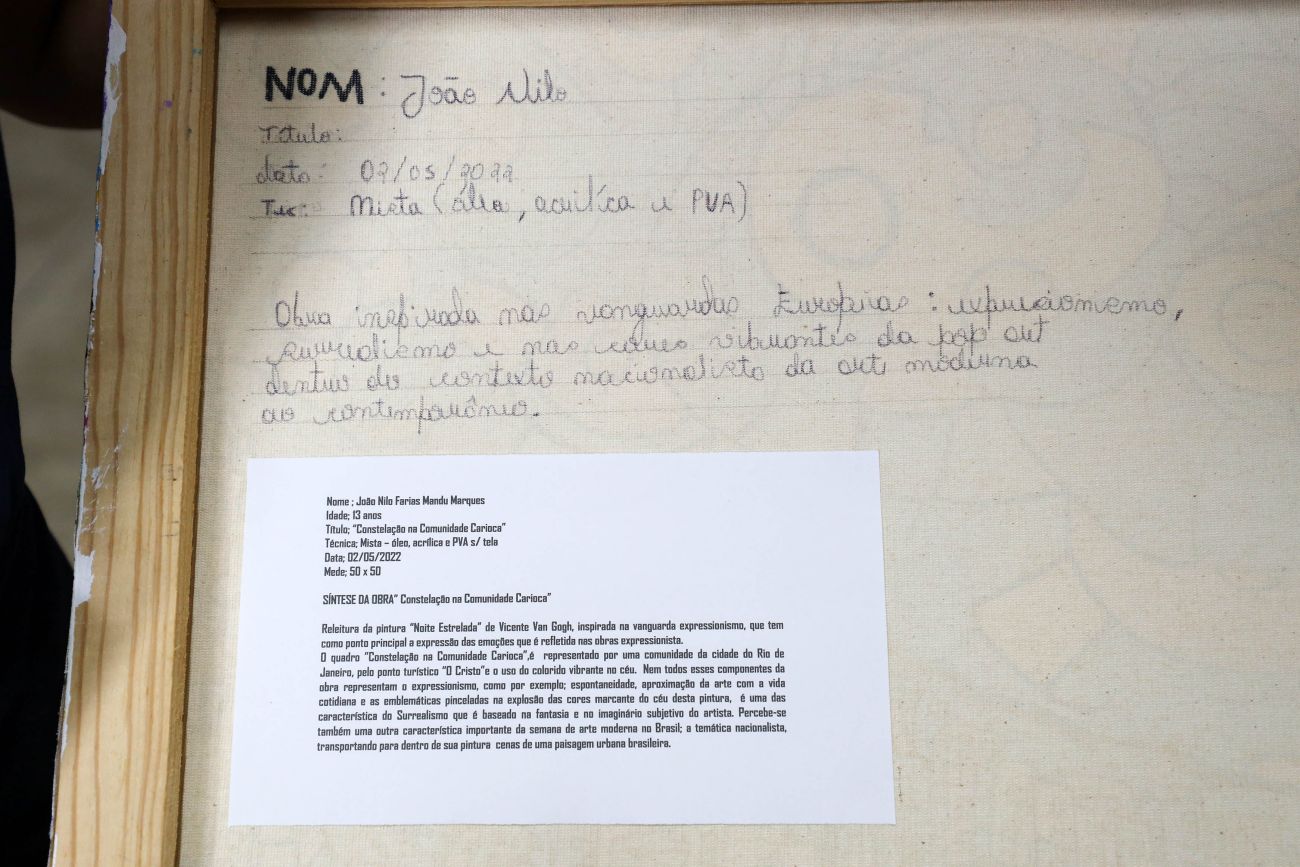 NOM: João Nilo
Título:
data: 02/05/2022
Tec: Mista (óleo, acrílica e PVA)
Obra inspirada nas vanguardas Européias: expressionismo,
surrealismo e nas cores vibrantes da pop art
dentro do contexto nacionalista da arte moderna
ao contemporâneo.
Nome ; João Nilo Farias Mandu Marques
Idade; 13 anos
Título; "Constelação na Comunidade Carioca"
Técnica; Mista – óleo, acrílica e PVA s/ tela
Data; 02/05/2022
Mede; 50 x 50
SÍNTESE DA OBRA" Constelação na Comunidade Carioca"
Releitura da pintura "Noite Estrelada" de Vicente Van Gogh, inspirada na vanguarda expressionismo, que tem
como ponto principal a expressão das emoções que é refletida nas obras expressionista.
O quadro "Constelação na Comunidade Carioca",é representado por uma comunidade da cidade do Rio de
Janeiro, pelo ponto turístico "O Cristo"e o uso do colorido vibrante no céu. Nem todos esses componentes da
obra representam o expressionismo, como por exemplo; espontaneidade, aproximação da arte com a vida
cotidiana e as emblemáticas pinceladas na explosão das cores marcante do céu desta pintura, é uma das
característica do Surrealismo que é baseado na fantasia e no imaginário subjetivo do artista. Percebe-se
também uma outra característica importante da semana de arte moderna no Brasil; a temática nacionalista,
transportando para dentro de sua pintura cenas de uma paisagem urbana brasileira.